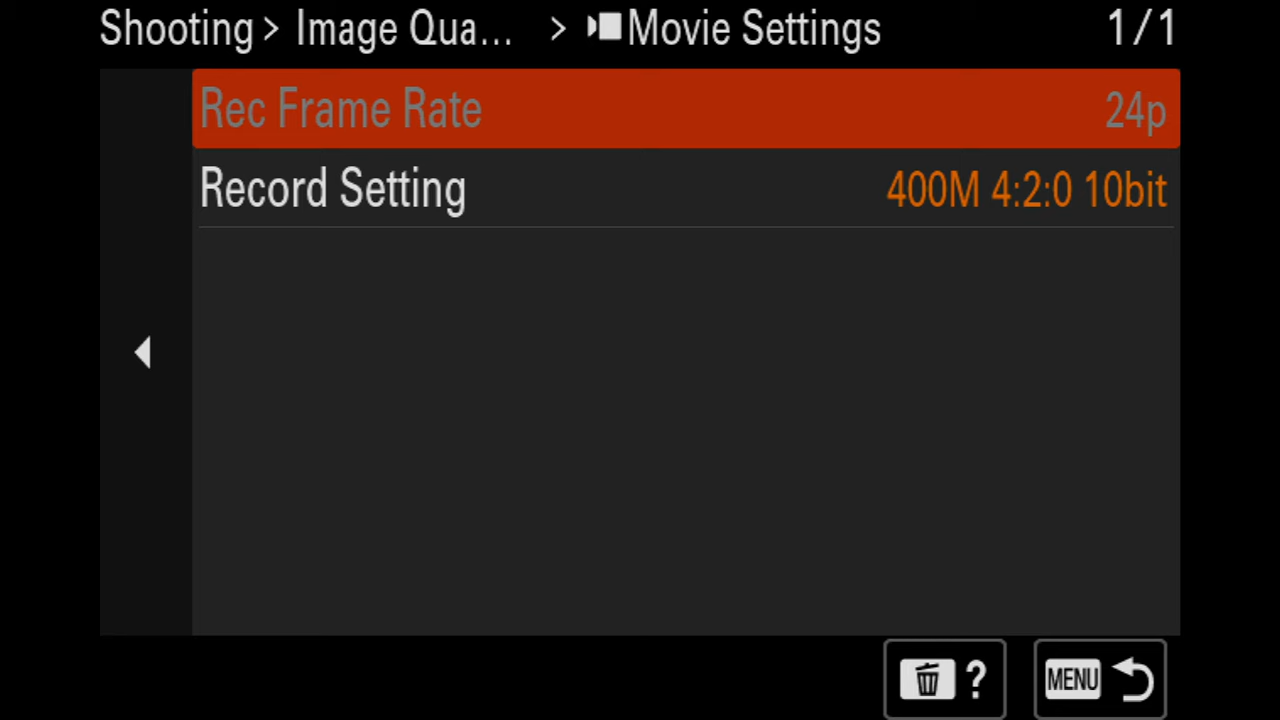 Shooting > Image Qua... > Movie Settings 1/1
Rec Frame Rate 24p
Record Setting 400M 4:2:0 10bit
? MENU